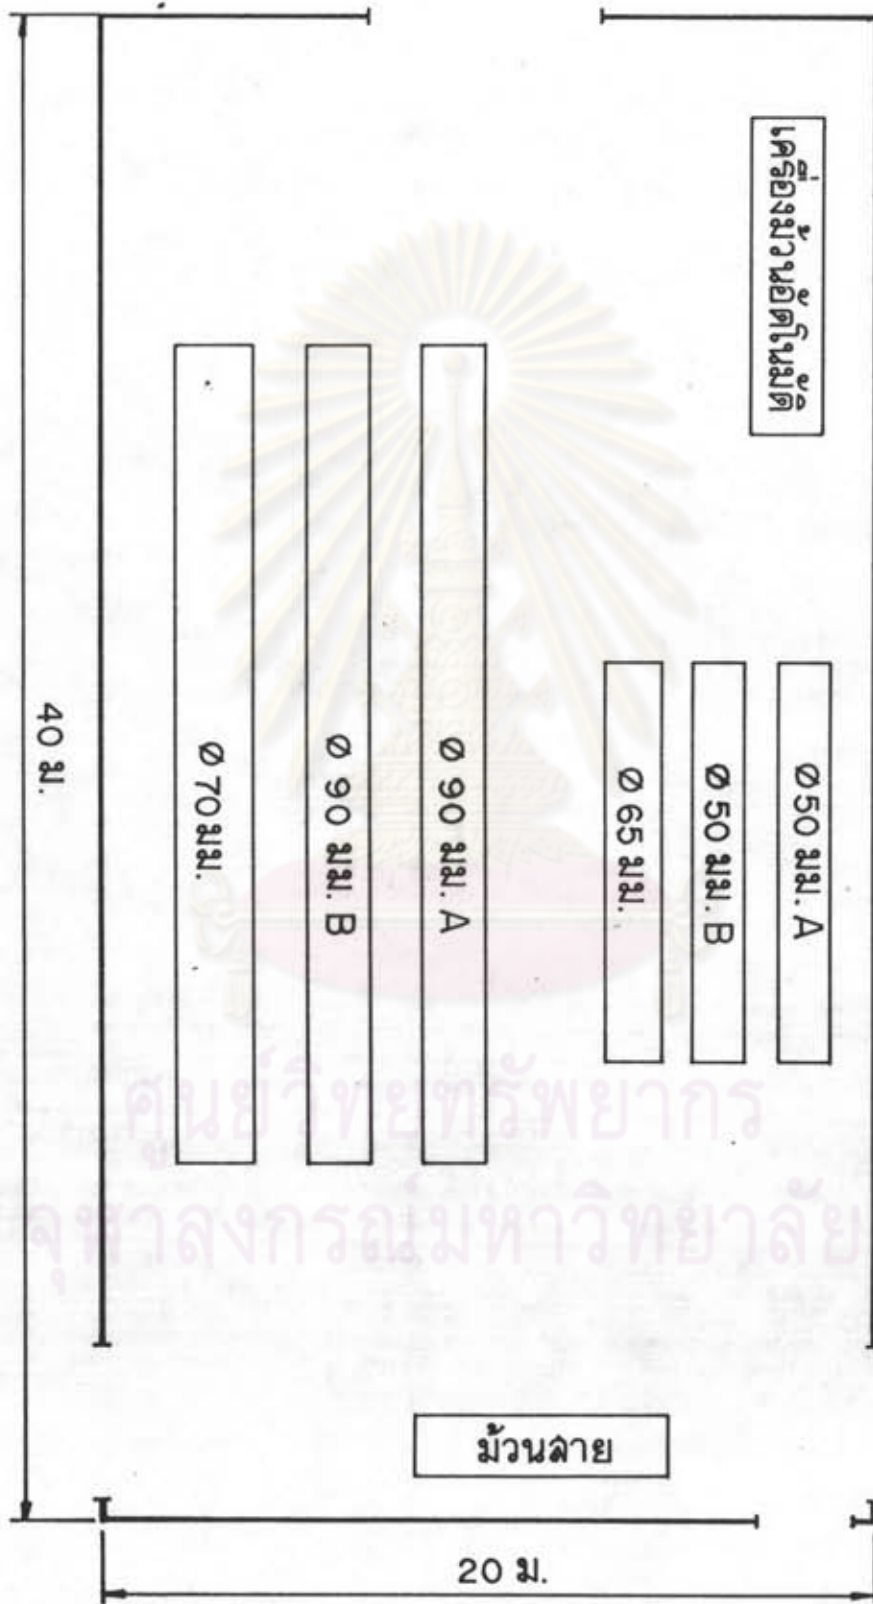 เครื่องม้วนอัตโนมัติ
Ø50 มม. A
Ø 50 มม. B
Ø 65 มม.
Ø 90 มม. A
Ø 90 มม. B
Ø 70 มม.
40 ม.
ศูนย์วิทยทรัพยากร
จุฬาลงกรณ์มหาวิทยาลัย
ม้วนสาย
20 ม.